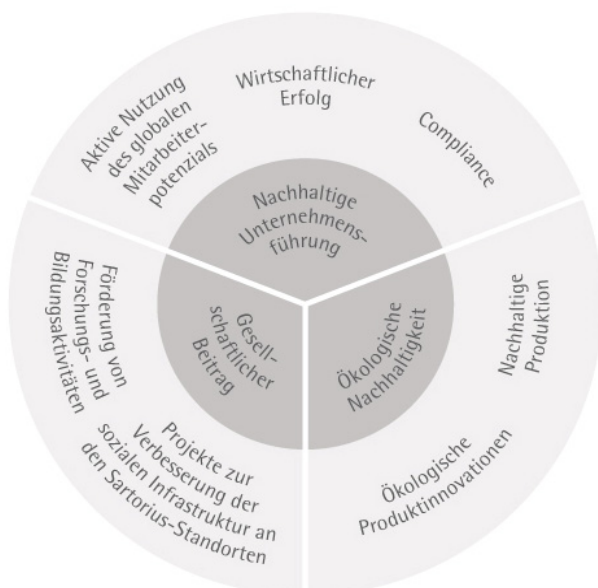 Aktive Nutzung
des globalen
Mitarbeiter-
potenzials
Wirtschaftlicher
Erfolg
Compliance
Nachhaltige
Unternehmens-
führung
Gesell-
schaftlicher
Beitrag
Ökologische
Nachhaltigkeit
Förderung von
Forschungs- und
Bildungsaktivitäten
Nachhaltige
Produktion
Projekte zur
Verbesserung der
sozialen Infrastruktur an
den Sartorius-Standorten
Ökologische
Produktinnovationen